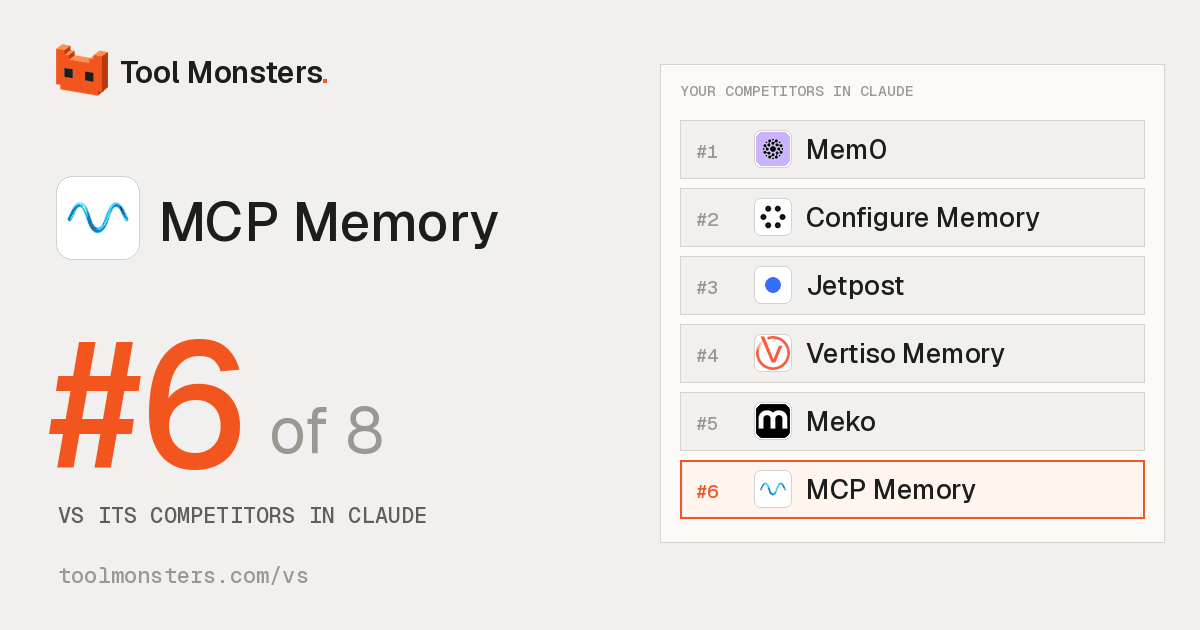 Tool Monsters.
MCP Memory
#6 of 8
VS ITS COMPETITORS IN CLAUDE
toolmonsters.com/vs
YOUR COMPETITORS IN CLAUDE
#1 Mem0
#2 Configure Memory
#3 Jetpost
#4 Vertiso Memory
#5 Meko
#6 MCP Memory